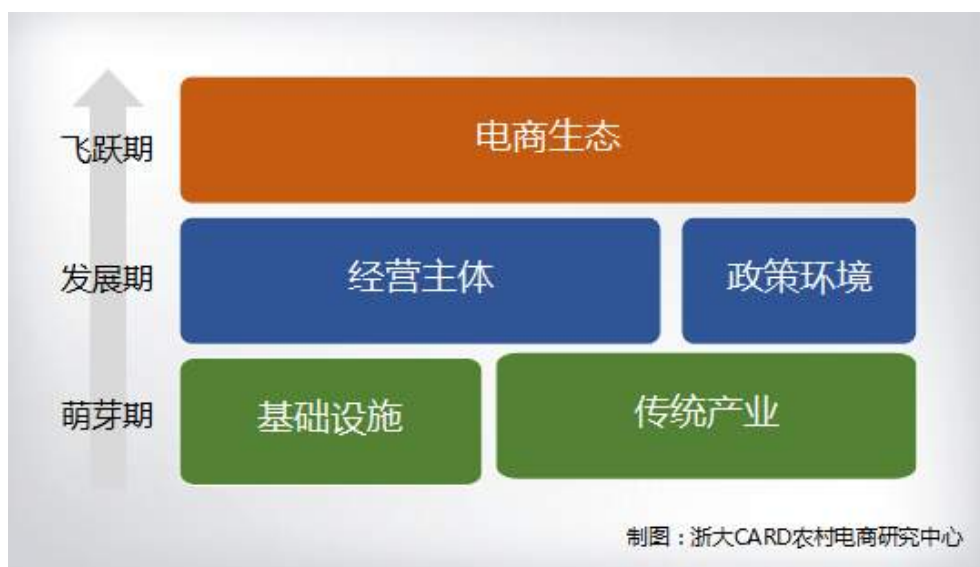 飞跃期
电商生态
发展期
经营主体
政策环境
萌芽期
基础设施
传统产业
制图：浙大CARD农村电商研究中心